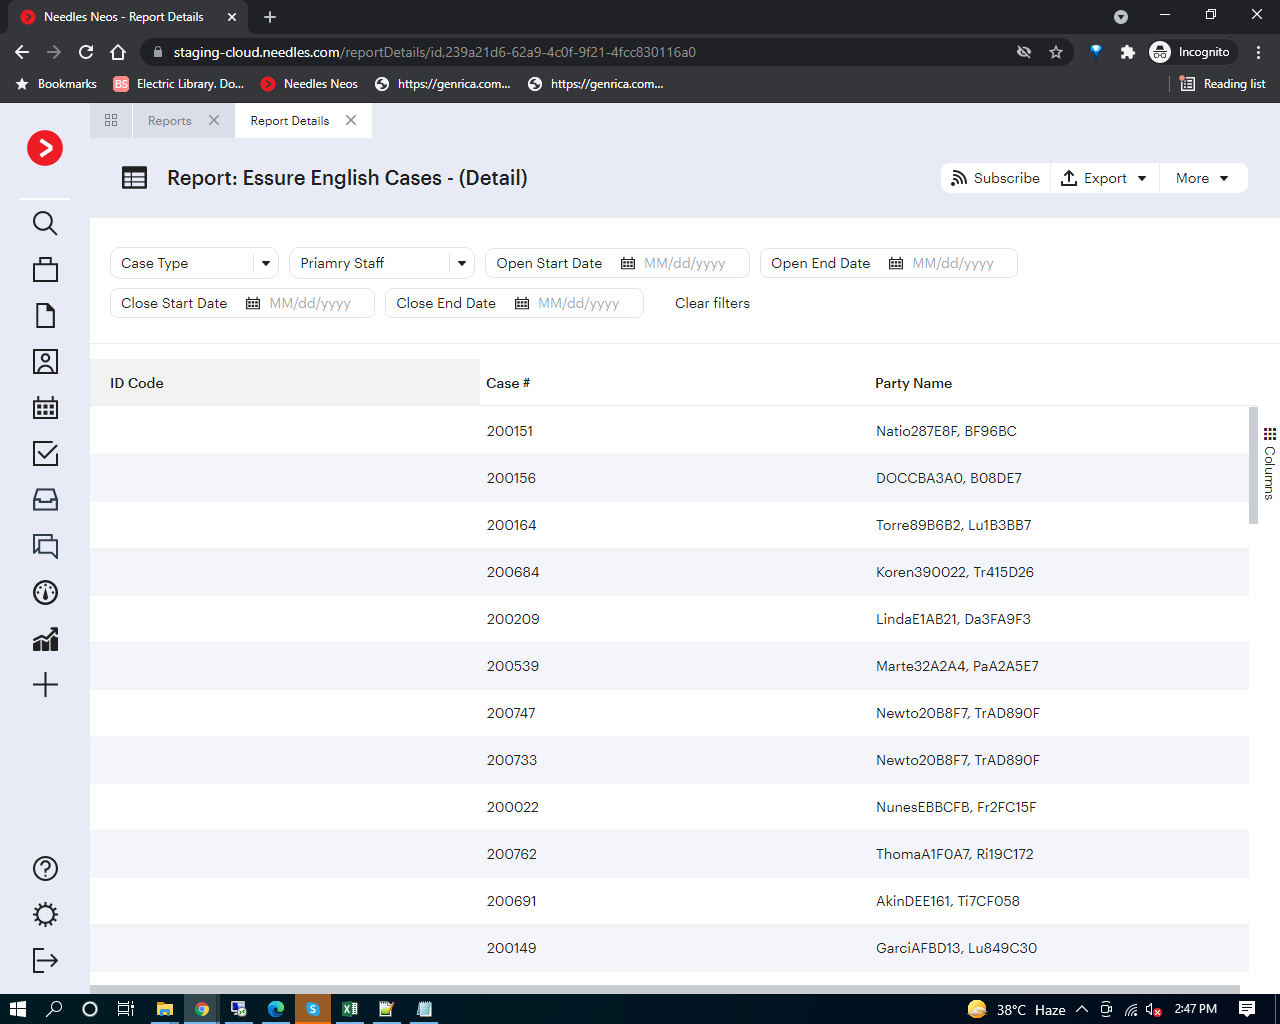 Needles Neos - Report Details
staging-cloud.needles.com/reportDetails/id,239a21d6-62a9-4c0f-9f21-4fcc830116a0
Incognito
Bookmarks
BS Electric Library. Do...
Needles Neos
https://genrica.com...
https://genrica.com...
Reading list
Reports
Report Details
Report: Essure English Cases - (Detail)
Subscribe
Export
More
Case Type
Priamry Staff
Open Start Date MM/dd/yyyy
Open End Date MM/dd/yyyy
Close Start Date MM/dd/yyyy
Close End Date MM/dd/yyyy
Clear filters
ID Code Case # Party Name
200151 Natio287E8F, BF96BC
200156 DOCCBA3A0, B08DE7
200164 Torre89B6B2, Lu1B3BB7
200684 Koren390022, Tr415D26
200209 LindaE1AB21, Da3FA9F3
200539 Marte32A2A4, PaA2A5E7
200747 Newto20B8F7, TrAD890F
200733 Newto20B8F7, TrAD890F
200022 NunesEBBCFB, Fr2FC15F
200762 ThomaA1F0A7, Ri19C172
200691 AkinDEE161, Ti7CF058
200149 GarciAFBD13, Lu849C30
Columns
38°C Haze
2:47 PM